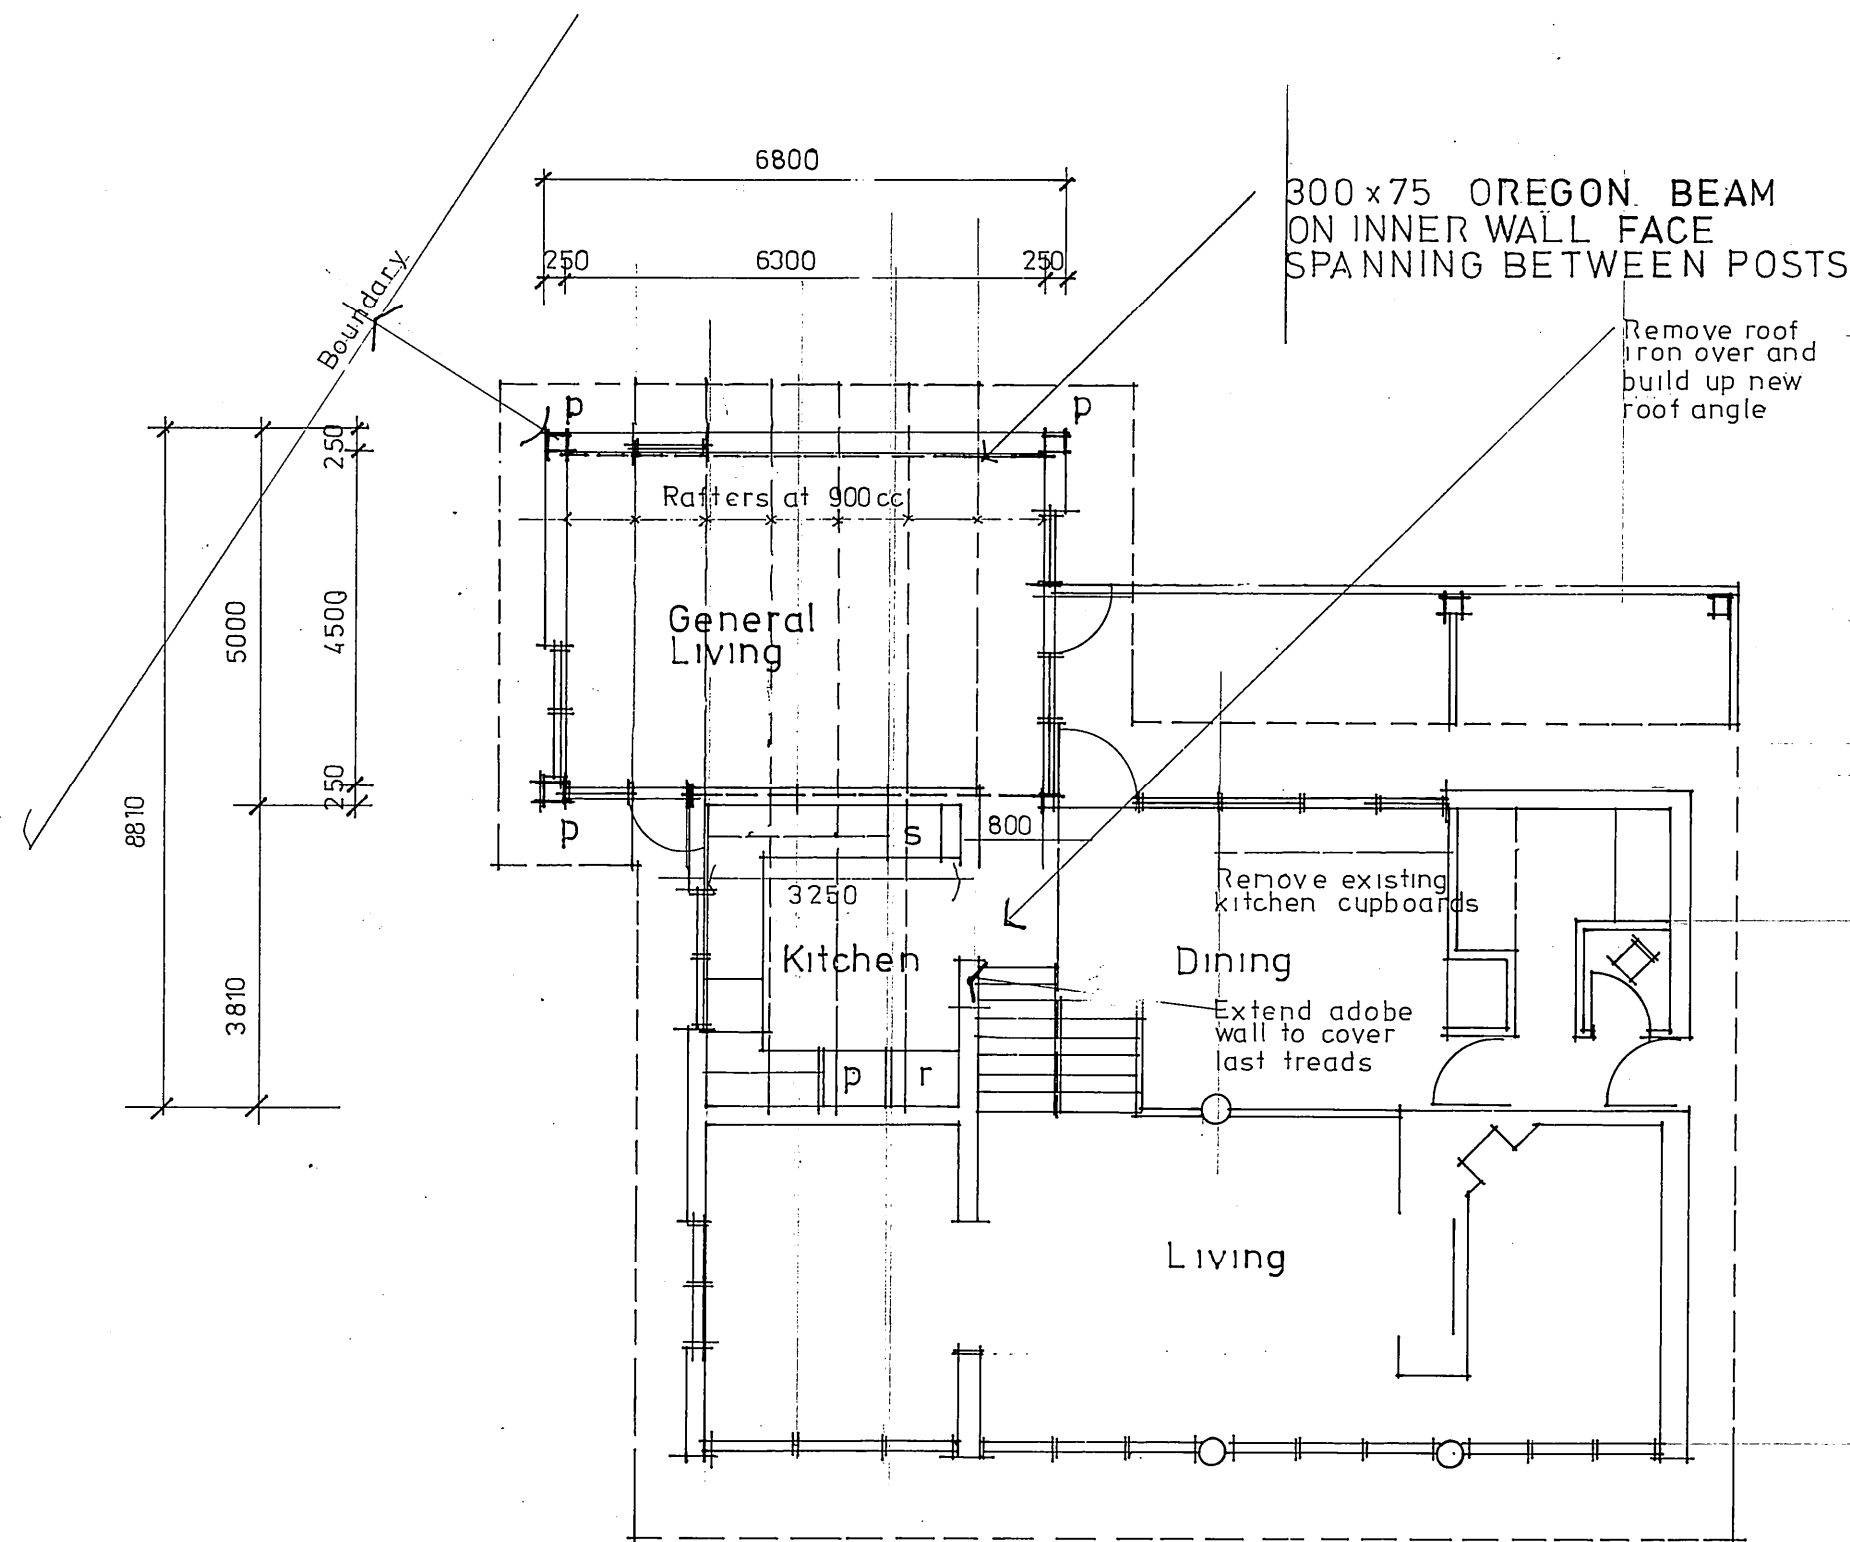 6800
250
6300
250
300x75 OREGON BEAM
ON INNER WALL FACE
SPANNING BETWEEN POSTS
Boundary
Remove roof
iron over and
build up new
roof angle
p
p
250
Rafters at 900cc
5000
4500
General
Living
250
8810
p
s
800
3250
Remove existing
kitchen cupboards
Kitchen
Dining
3810
Extend adobe
wall to cover
last treads
p
r
Living